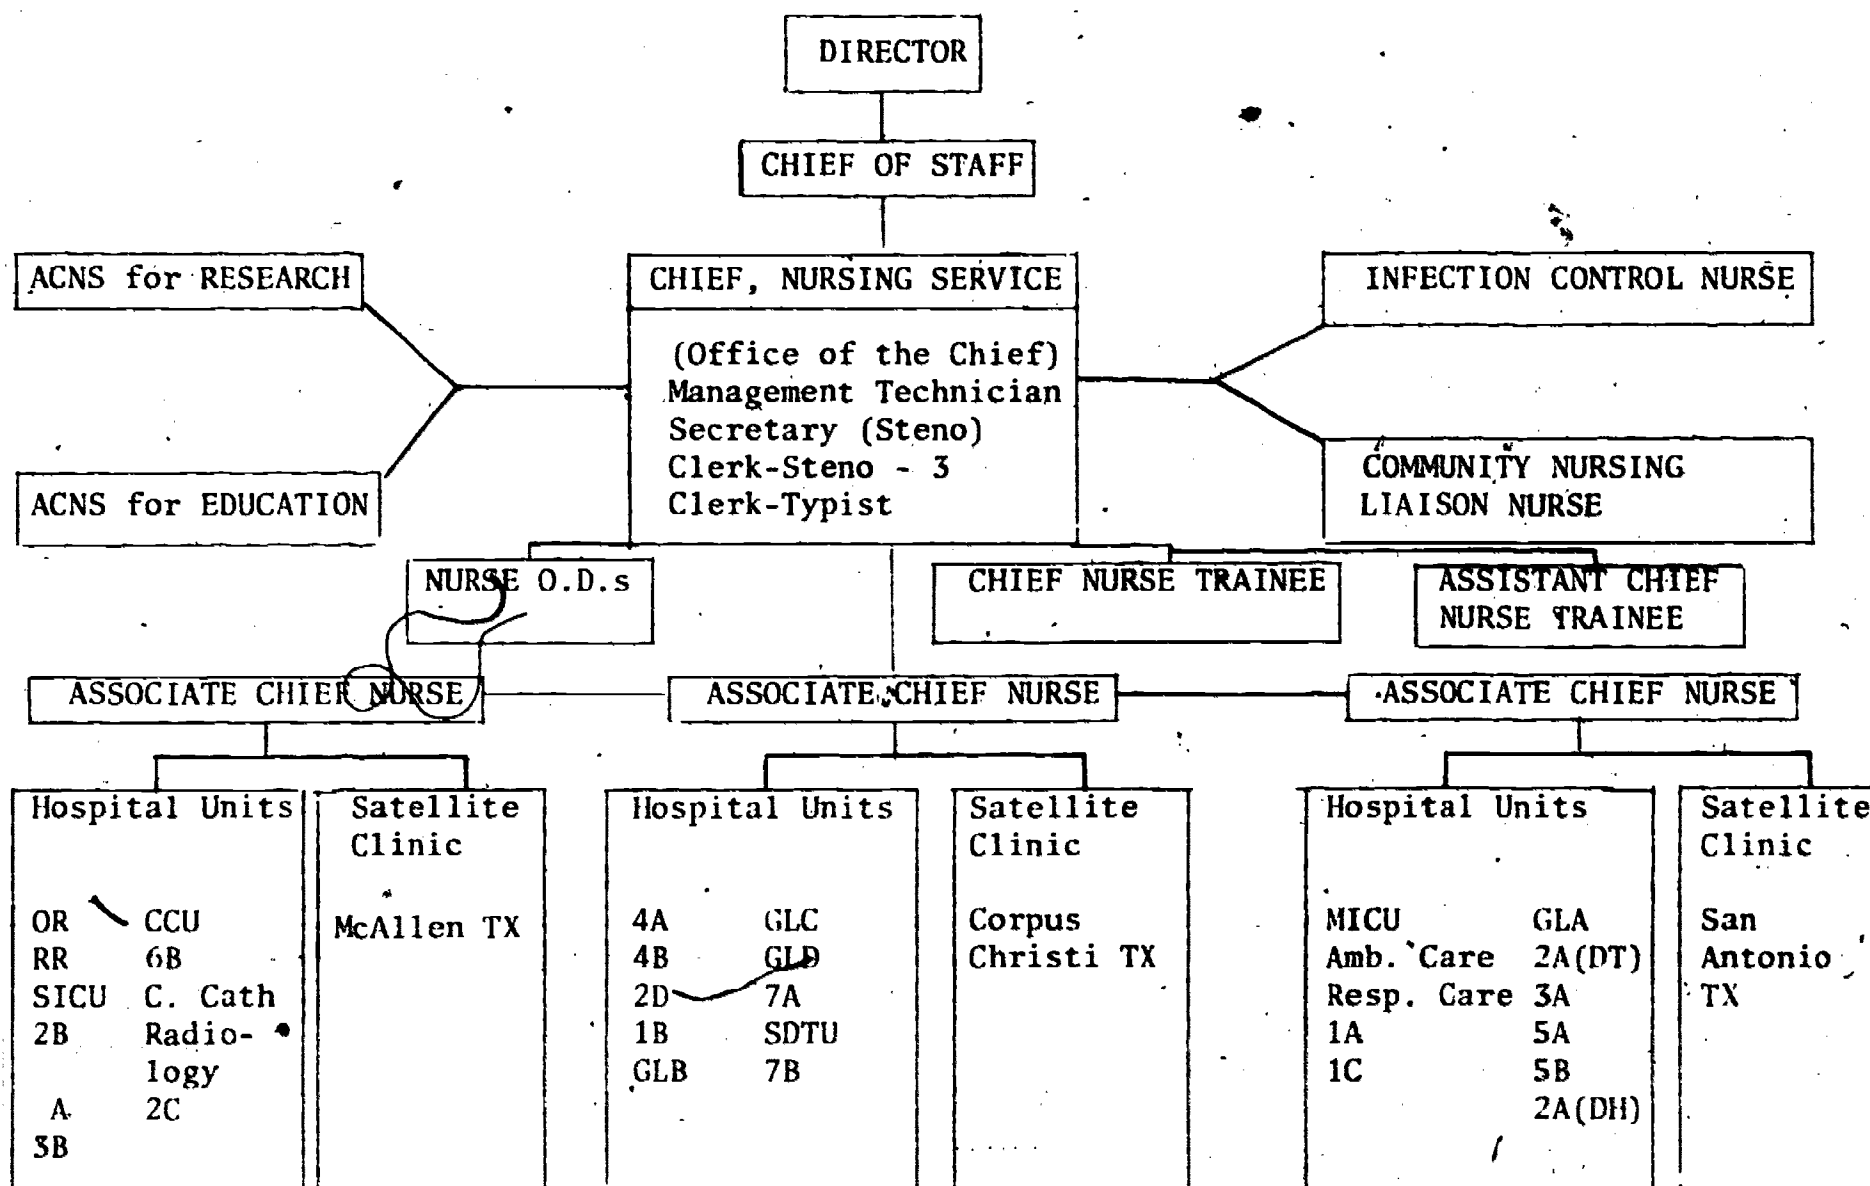 DIRECTOR
CHIEF OF STAFF
ACNS for RESEARCH
CHIEF, NURSING SERVICE
INFECTION CONTROL NURSE
(Office of the Chief)
Management Technician
Secretary (Steno)
Clerk-Steno - 3
Clerk-Typist
ACNS for EDUCATION
COMMUNITY NURSING
LIAISON NURSE
NURSE O.D.s
CHIEF NURSE TRAINEE
ASSISTANT CHIEF
NURSE TRAINEE
ASSOCIATE CHIEF NURSE
ASSOCIATE CHIEF NURSE
ASSOCIATE CHIEF NURSE
Hospital Units
OR CCU
RR 6B
SICU C. Cath
2B Radio-
logy
A 2C
3B
Satellite
Clinic
McAllen TX
Hospital Units
4A GLC
4B GLD
2D 7A
1B SDTU
GLB 7B
Satellite
Clinic
Corpus
Christi TX
Hospital Units
MICU GLA
Amb. Care 2A(DT)
Resp. Care 3A
1A 5A
1C 5B
2A(DH)
Satellite
Clinic
San
Antonio
TX